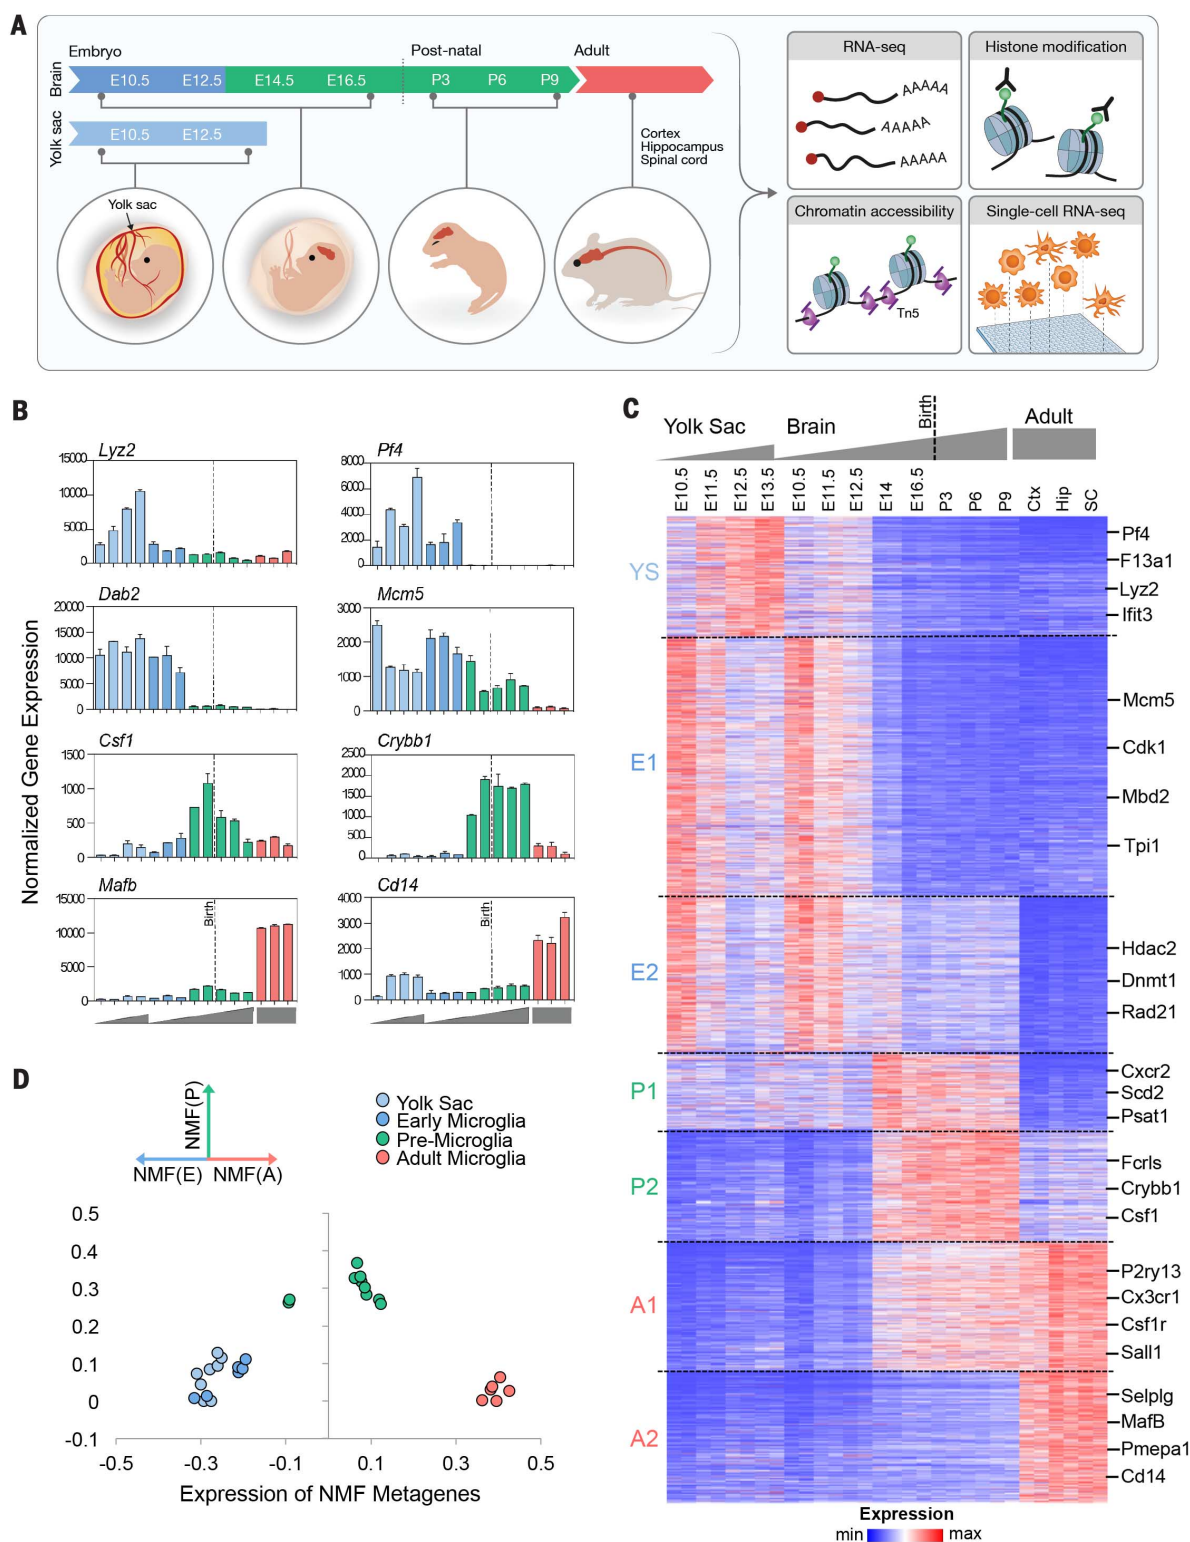 A
Embryo
Post-natal
Adult
Brain
E10.5
E12.5
E14.5
E16.5
P3
P6
P9
Yolk sac
E10.5
E12.5
Cortex
Hippocampus
Spinal cord
Yolk sac
RNA-seq
AAAAA
AAAAA
AAAAA
Histone modification
Chromatin accessibility
Tn5
Single-cell RNA-seq
B
Normalized Gene Expression
Lyz2
15000
10000
5000
0
Pf4
8000
6000
4000
2000
0
Dab2
20000
15000
10000
5000
0
Mcm5
3000
2000
1000
0
Csf1
1500
1000
500
0
Crybb1
2500
2000
1500
1000
500
0
Mafb
15000
10000
5000
0
Birth
Cd14
4000
3000
2000
1000
0
Birth
C
Yolk Sac
Brain
Birth
Adult
E10.5
E11.5
E12.5
E13.5
E10.5
E11.5
E12.5
E14
E16.5
P3
P6
P9
Ctx
Hip
SC
YS
Pf4
F13a1
Lyz2
Ifit3
E1
Mcm5
Cdk1
Mbd2
Tpi1
E2
Hdac2
Dnmt1
Rad21
P1
Cxcr2
Scd2
Psat1
P2
Fcrls
Crybb1
Csf1
A1
P2ry13
Cx3cr1
Csf1r
Sall1
A2
Selplg
MafB
Pmepa1
Cd14
Expression
min
max
D
NMF(P)
NMF(E)
NMF(A)
Yolk Sac
Early Microglia
Pre-Microglia
Adult Microglia
0.5
0.4
0.3
0.2
0.1
0
-0.1
-0.5
-0.3
-0.1
0.1
0.3
0.5
Expression of NMF Metagenes